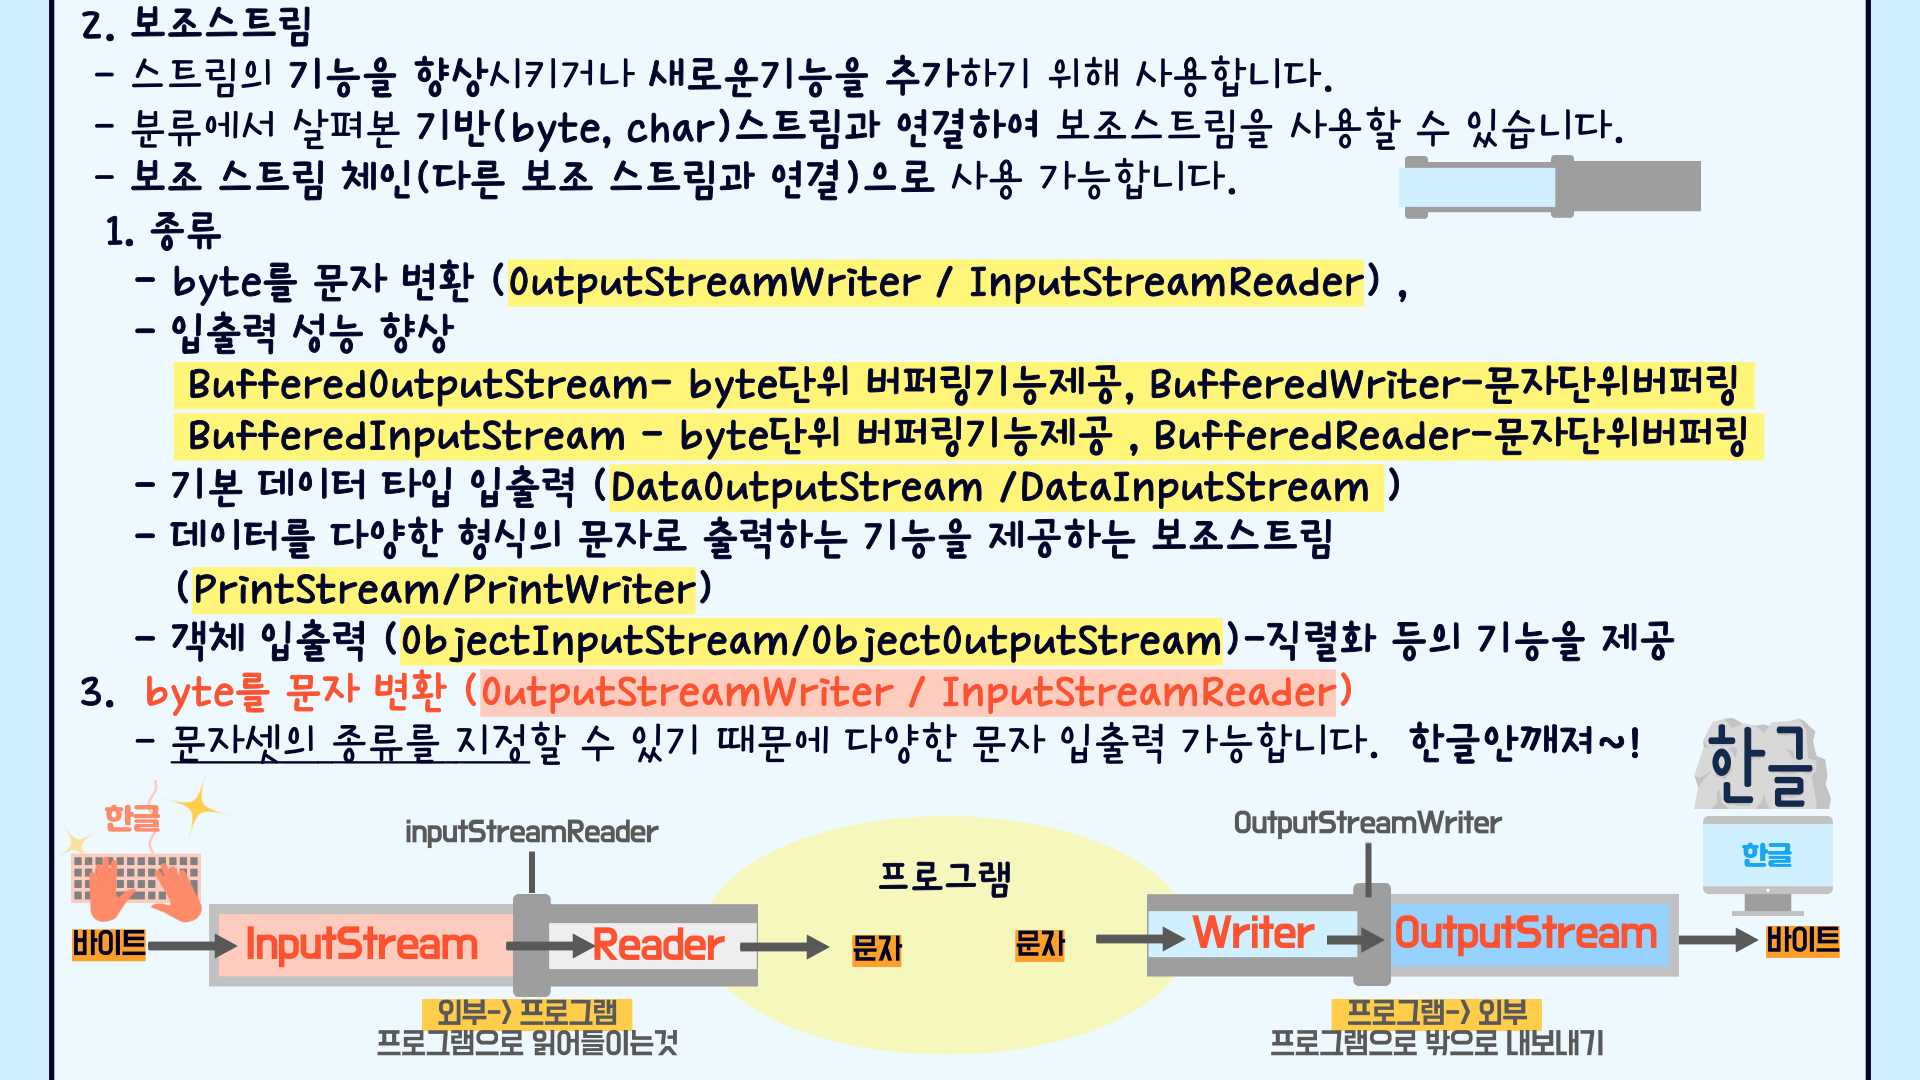 2. 보조스트림
- 스트림의 기능을 향상시키거나 새로운기능을 추가하기 위해 사용합니다.
- 분류에서 살펴본 기반(byte, char)스트림과 연결하여 보조스트림을 사용할 수 있습니다.
- 보조 스트림 체인(다른 보조 스트림과 연결)으로 사용 가능합니다.
1. 종류
- byte를 문자 변환 (OutputStreamWriter / InputStreamReader) ,
- 입출력 성능 향상
BufferedOutputStream- byte단위 버퍼링기능제공, BufferedWriter-문자단위버퍼링
BufferedInputStream - byte단위 버퍼링기능제공 , BufferedReader-문자단위버퍼링
- 기본 데이터 타입 입출력 (DataOutputStream /DataInputStream )
- 데이터를 다양한 형식의 문자로 출력하는 기능을 제공하는 보조스트림
(PrintStream/PrintWriter)
- 객체 입출력 (ObjectInputStream/ObjectOutputStream)-직렬화 등의 기능을 제공
3. byte를 문자 변환 (OutputStreamWriter / InputStreamReader)
- 문자셋의 종류를 지정할 수 있기 때문에 다양한 문자 입출력 가능합니다. 한글안깨져~!
한글
한글
inputStreamReader
OutputStreamWriter
한글
프로그램
바이트
InputStream
Reader
문자
문자
Writer
OutputStream
바이트
외부-> 프로그램
프로그램으로 읽어들이는것
프로그램-> 외부
프로그램으로 밖으로 내보내기